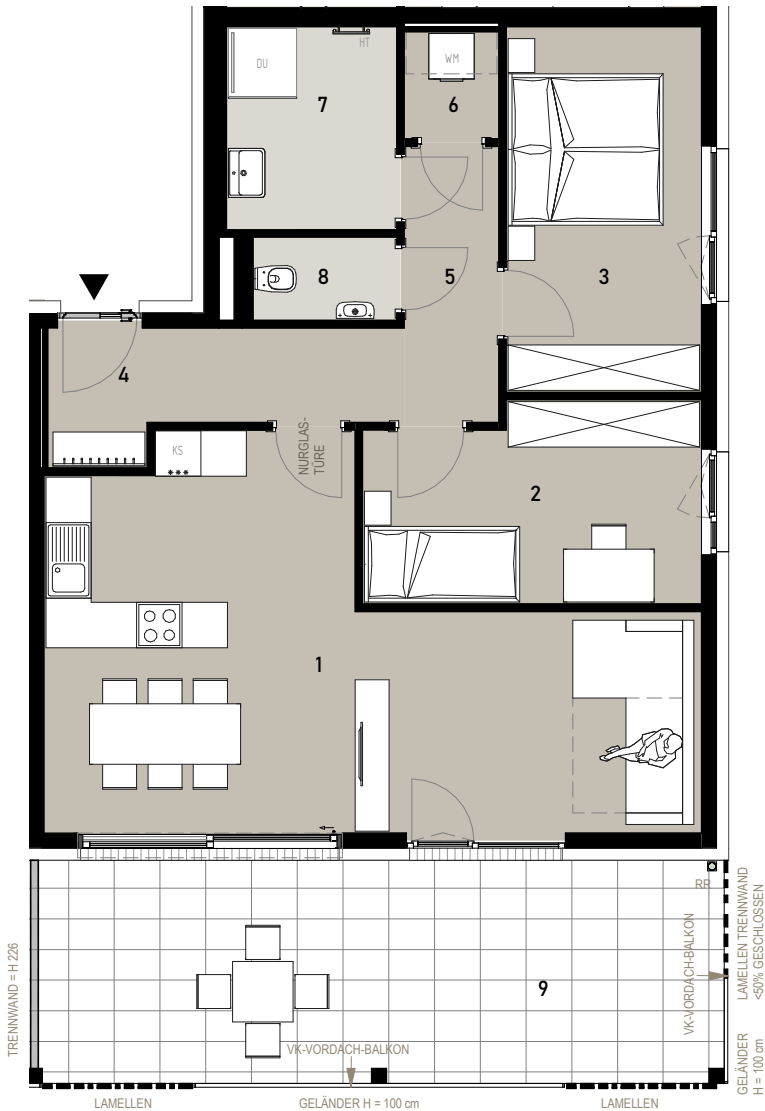 HT
DU
WM
7
6
8
5
3
4
NURGLAS-
TÜRE
KS
2
1
RR
TRENNWAND = H 226
9
VK-VORDACH-BALKON
VK-VORDACH-BALKON
LAMELLEN TRENNWAND
<50% GESCHLOSSEN
GELÄNDER
H = 100 cm
LAMELLEN
GELÄNDER H = 100 cm
LAMELLEN